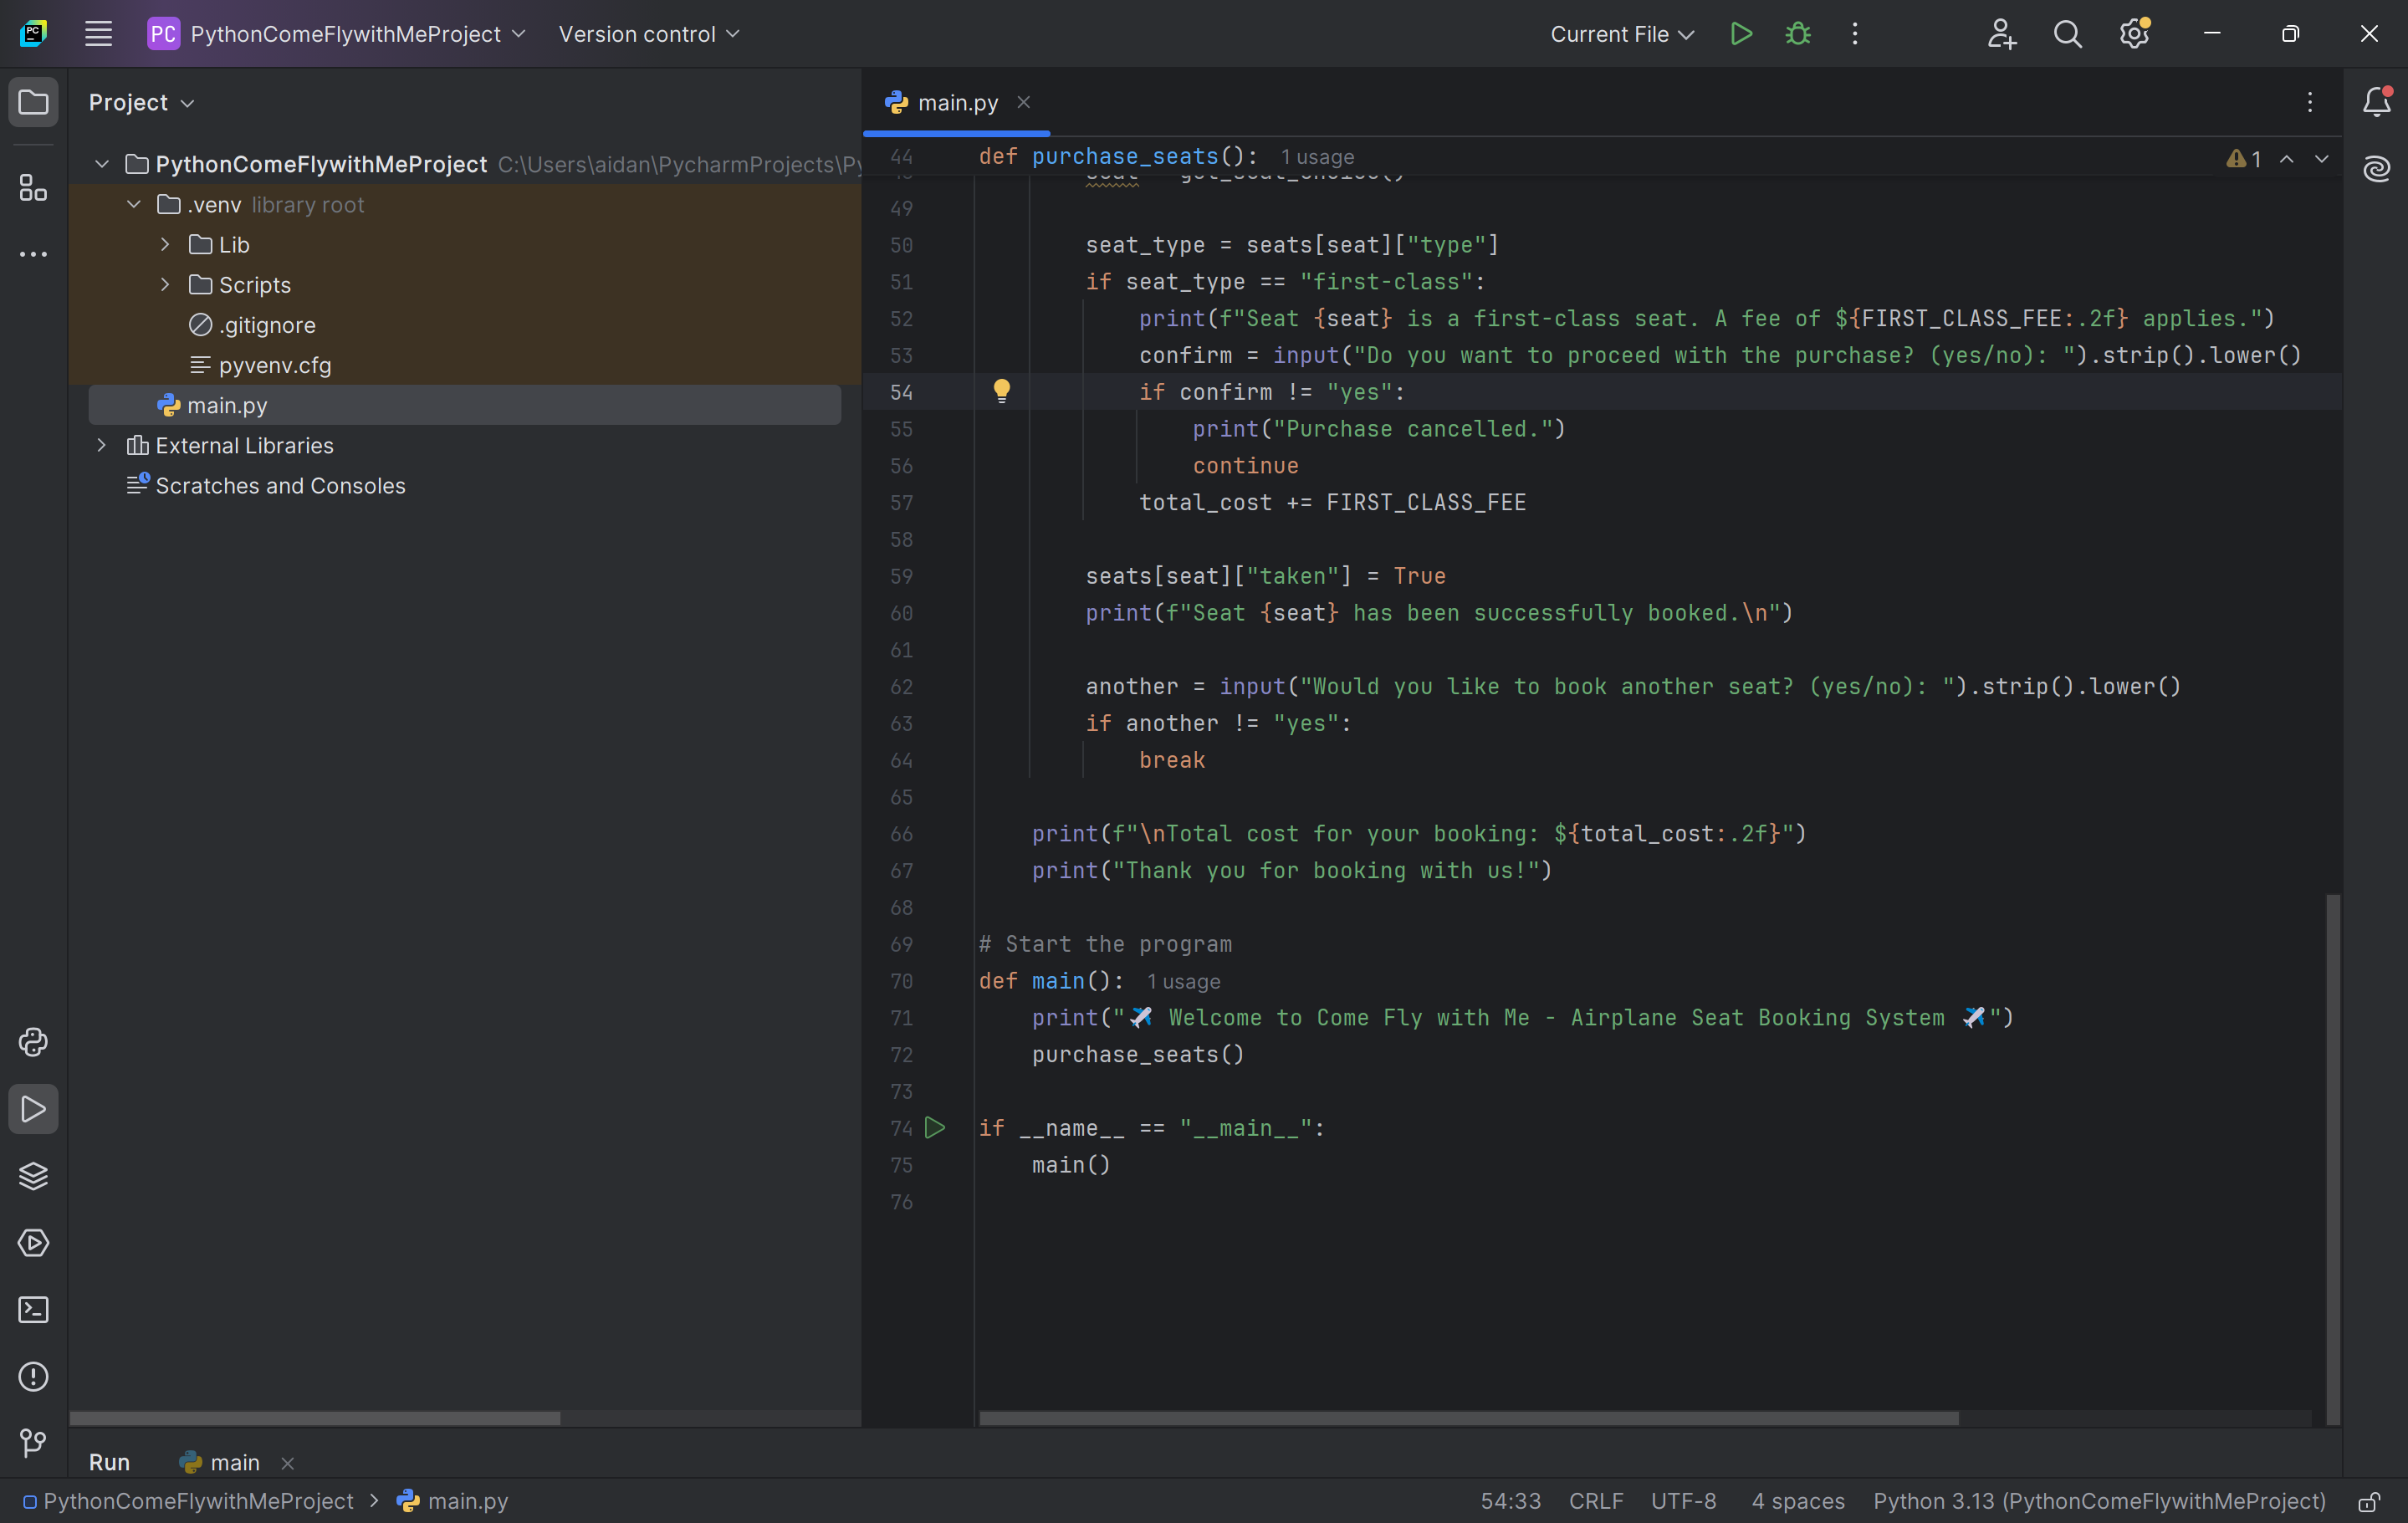 PC PythonComeFlywithMeProject Version control Current File
Project
main.py
PythonComeFlywithMeProject C:\Users\aidan\PycharmProjects\Py
.venv library root
Lib
Scripts
.gitignore
pyvenv.cfg
main.py
External Libraries
Scratches and Consoles
44 def purchase_seats(): 1 usage
1
49
50 seat_type = seats[seat]["type"]
51 if seat_type == "first-class":
52 print(f"Seat {seat} is a first-class seat. A fee of ${FIRST_CLASS_FEE:.2f} applies.")
53 confirm = input("Do you want to proceed with the purchase? (yes/no): ").strip().lower()
54 if confirm != "yes":
55 print("Purchase cancelled.")
56 continue
57 total_cost += FIRST_CLASS_FEE
58
59 seats[seat]["taken"] = True
60 print(f"Seat {seat} has been successfully booked.\n")
61
62 another = input("Would you like to book another seat? (yes/no): ").strip().lower()
63 if another != "yes":
64 break
65
66 print(f"\nTotal cost for your booking: ${total_cost:.2f}")
67 print("Thank you for booking with us!")
68
69 # Start the program
70 def main(): 1 usage
71 print("✈️ Welcome to Come Fly with Me - Airplane Seat Booking System ✈️")
72 purchase_seats()
73
74 if __name__ == "__main__":
75 main()
76
Run main
PythonComeFlywithMeProject > main.py 54:33 CRLF UTF-8 4 spaces Python 3.13 (PythonComeFlywithMeProject)